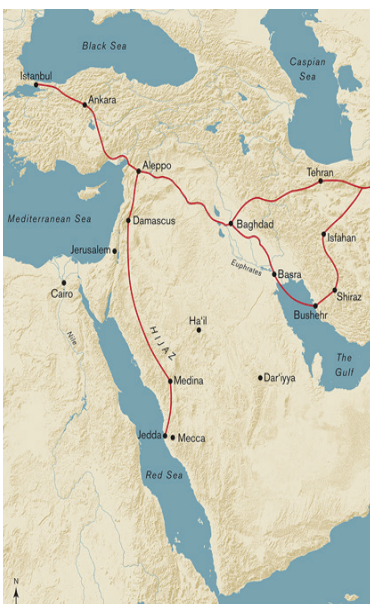 Black Sea
Caspian
Sea
Istanbul
Ankara
Tehran
Aleppo
Mediterranean Sea
Damascus
Baghdad
Isfahan
Jerusalem
Euphrates
Basra
Cairo
Shiraz
Bushehr
Nile
HIJAZ
Ha'il
The
Gulf
Medina
Dar'iyya
Jedda
Mecca
Red Sea
N